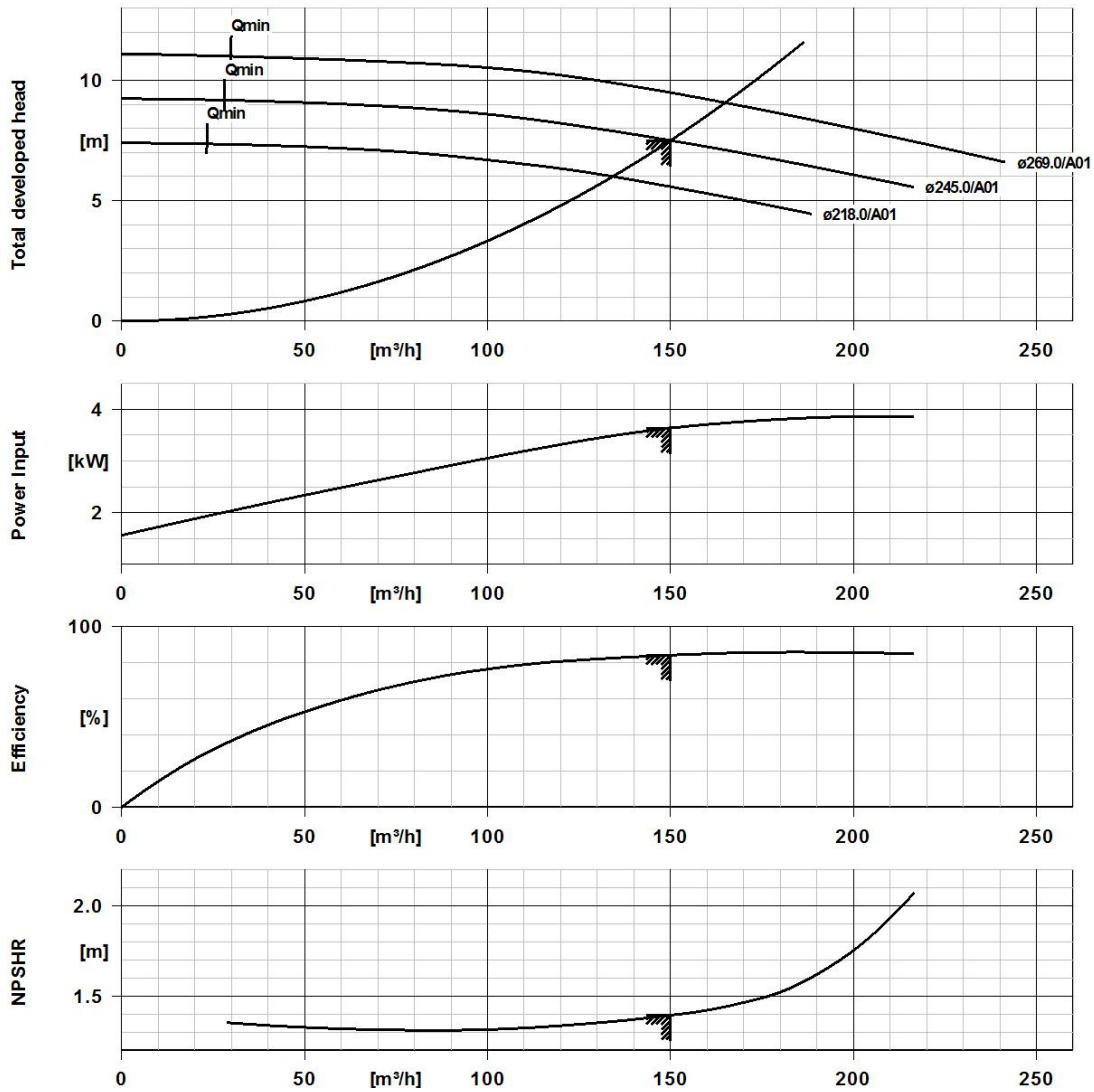 Total developed head
Qmin
Qmin
Qmin
10
[m]
5
0
ø269.0/A01
ø245.0/A01
ø218.0/A01
0 50 [m³/h] 100 150 200 250
Power Input
4
[kW]
2
0 50 [m³/h] 100 150 200 250
Efficiency
100
[%]
0
0 50 [m³/h] 100 150 200 250
NPSHR
2.0
[m]
1.5
0 50 [m³/h] 100 150 200 250